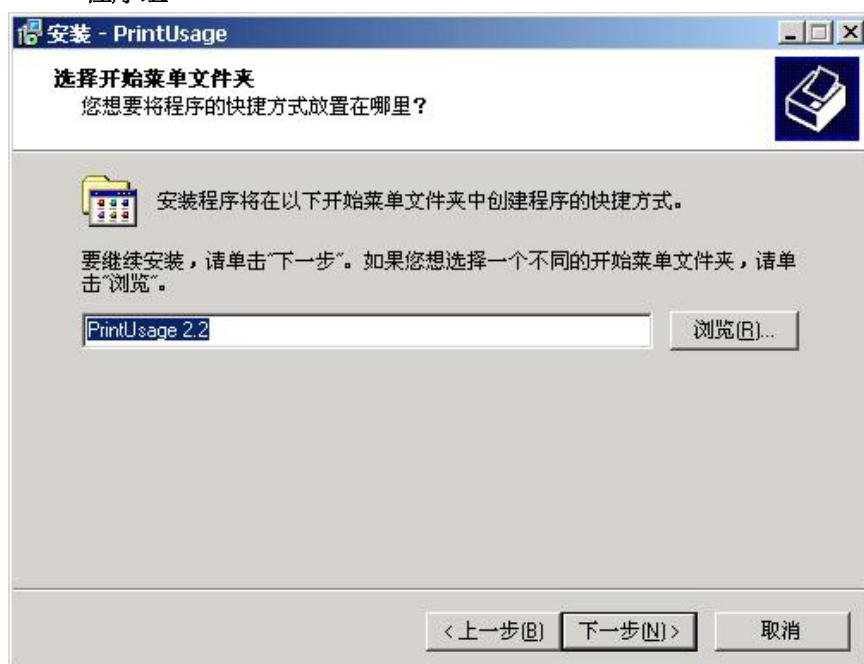 安装 - PrintUsage
选择开始菜单文件夹
您想要将程序的快捷方式放置在哪里?
安装程序将在以下开始菜单文件夹中创建程序的快捷方式。
要继续安装，请单击“下一步”。如果您想选择一个不同的开始菜单文件夹，请单
击“浏览”。
PrintUsage 2.2
浏览(R)...
<上一步(B)
下一步(N)>
取消